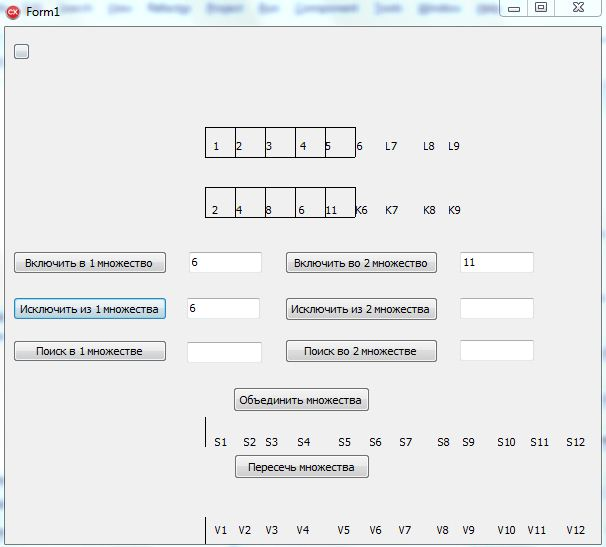 Form1
1 2 3 4 5 6 L7 L8 L9
2 4 8 6 11 K6 K7 K8 K9
Включить в 1 множество 6 Включить во 2 множество 11
Исключить из 1 множества 6 Исключить из 2 множества
Поиск в 1 множестве Поиск во 2 множестве
Объединить множества
S1 S2 S3 S4 S5 S6 S7 S8 S9 S10 S11 S12
Пересечь множества
V1 V2 V3 V4 V5 V6 V7 V8 V9 V10 V11 V12